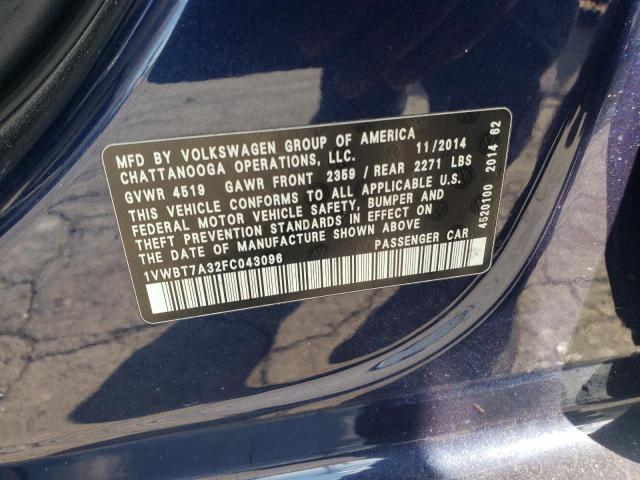 MFD BY VOLKSWAGEN GROUP OF AMERICA 11/2014
CHATTANOOGA OPERATIONS, LLC.
GVWR 4519 GAWR FRONT 2359 / REAR 2271 LBS
THIS VEHICLE CONFORMS TO ALL APPLICABLE U.S.
FEDERAL MOTOR VEHICLE SAFETY, BUMPER AND
THEFT PREVENTION STANDARDS IN EFFECT ON
THE DATE OF MANUFACTURE SHOWN ABOVE
1VWBT7A32FC043096 PASSENGER CAR
4520100 2014 62